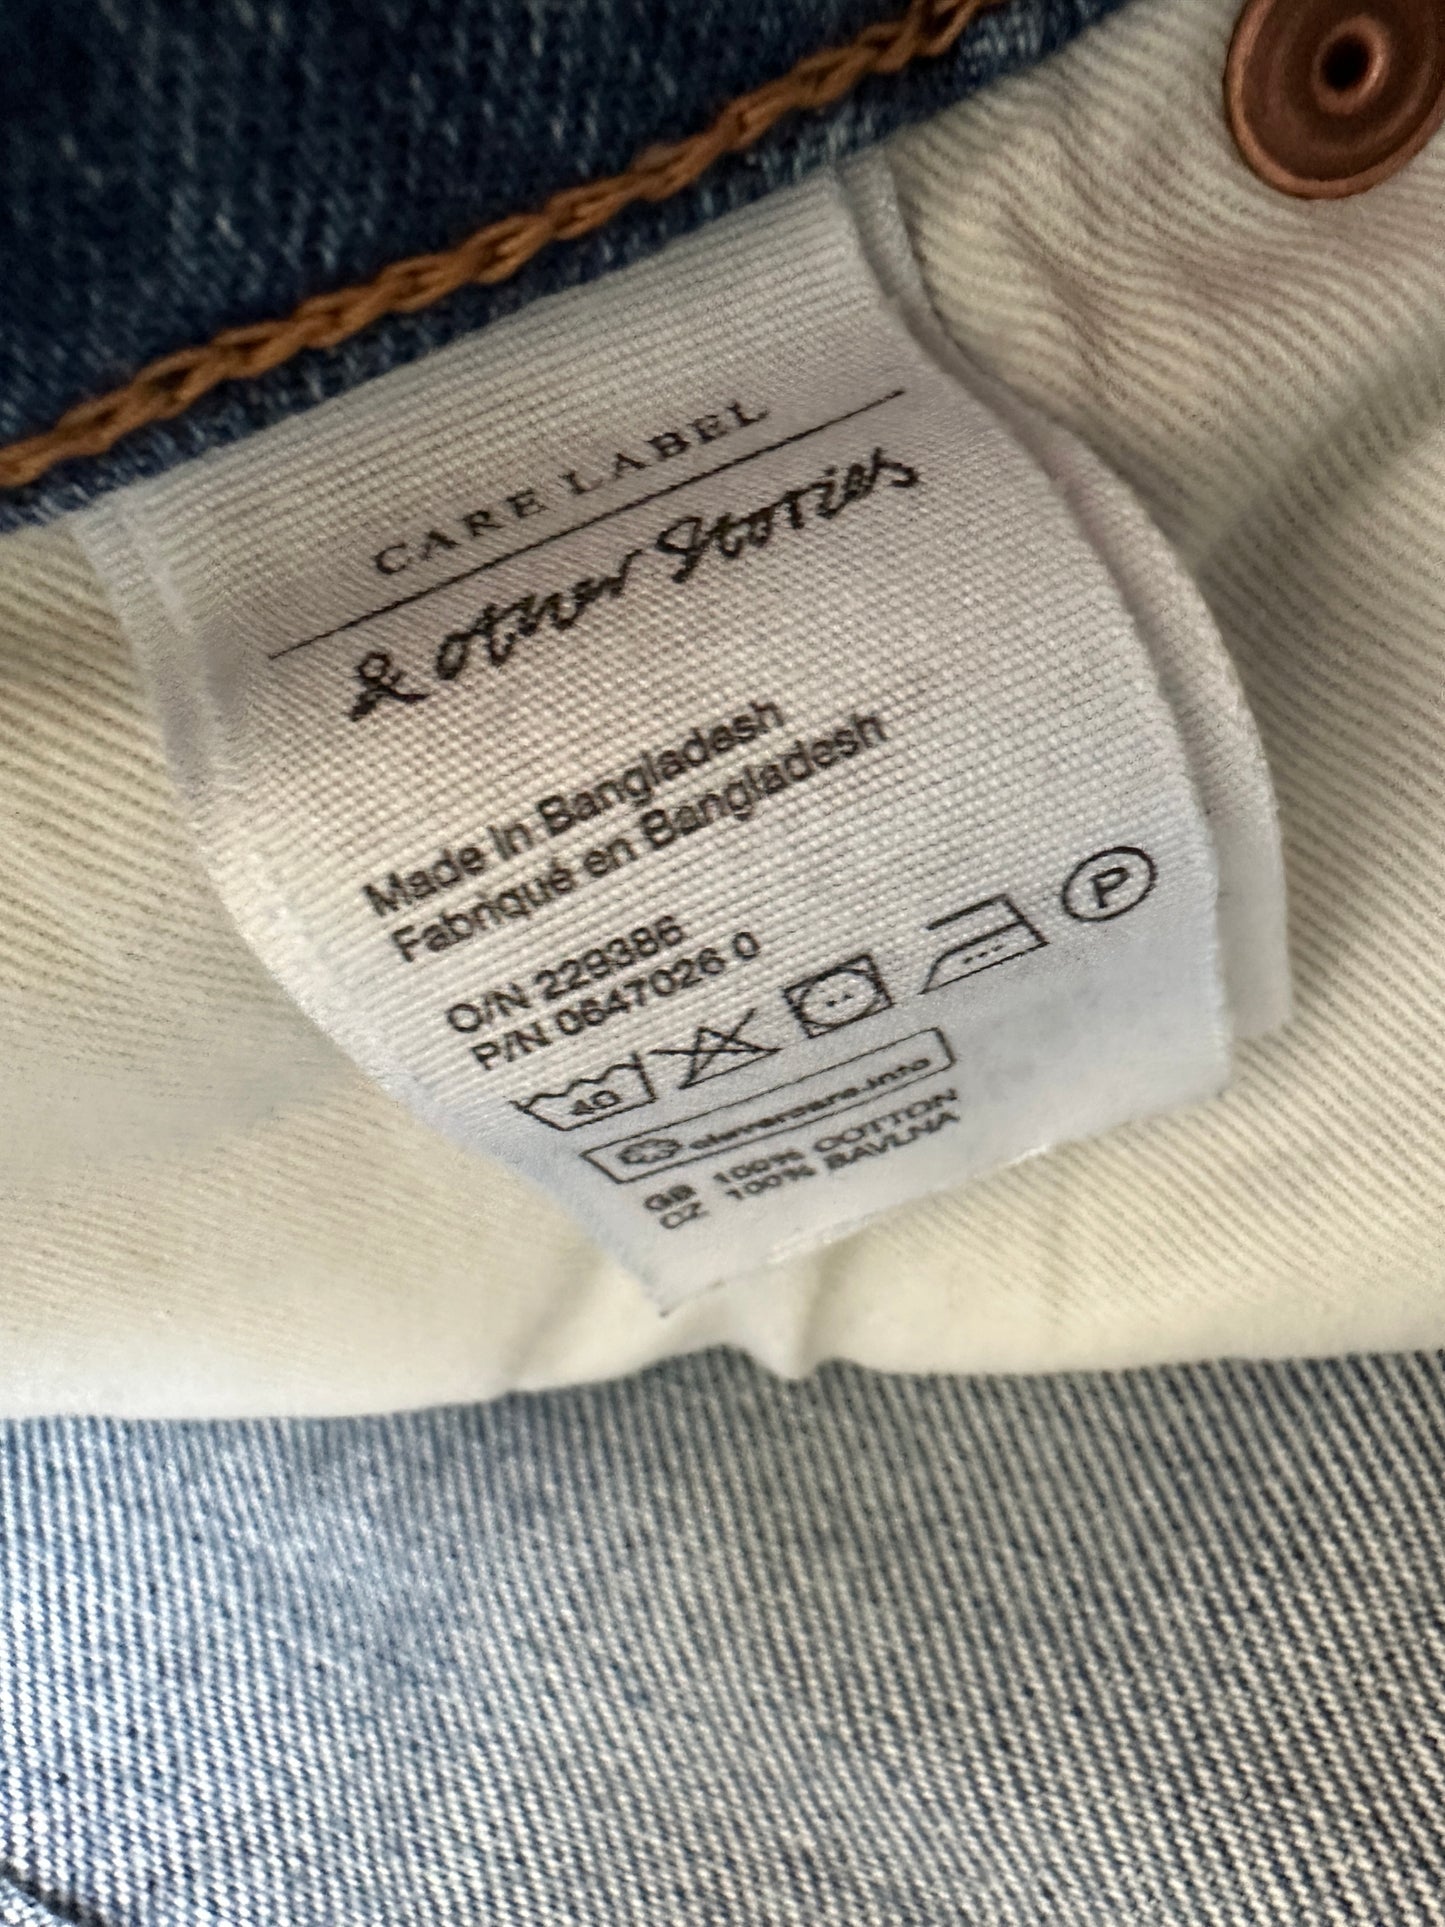 CARE LABEL
& other Stories
Made in Bangladesh
Fabriqué en Bangladesh
O/N 229386
P/N 0647026 0
40
P
clevercare.info
GB 100% COTTON
CZ 100% BAVLNA